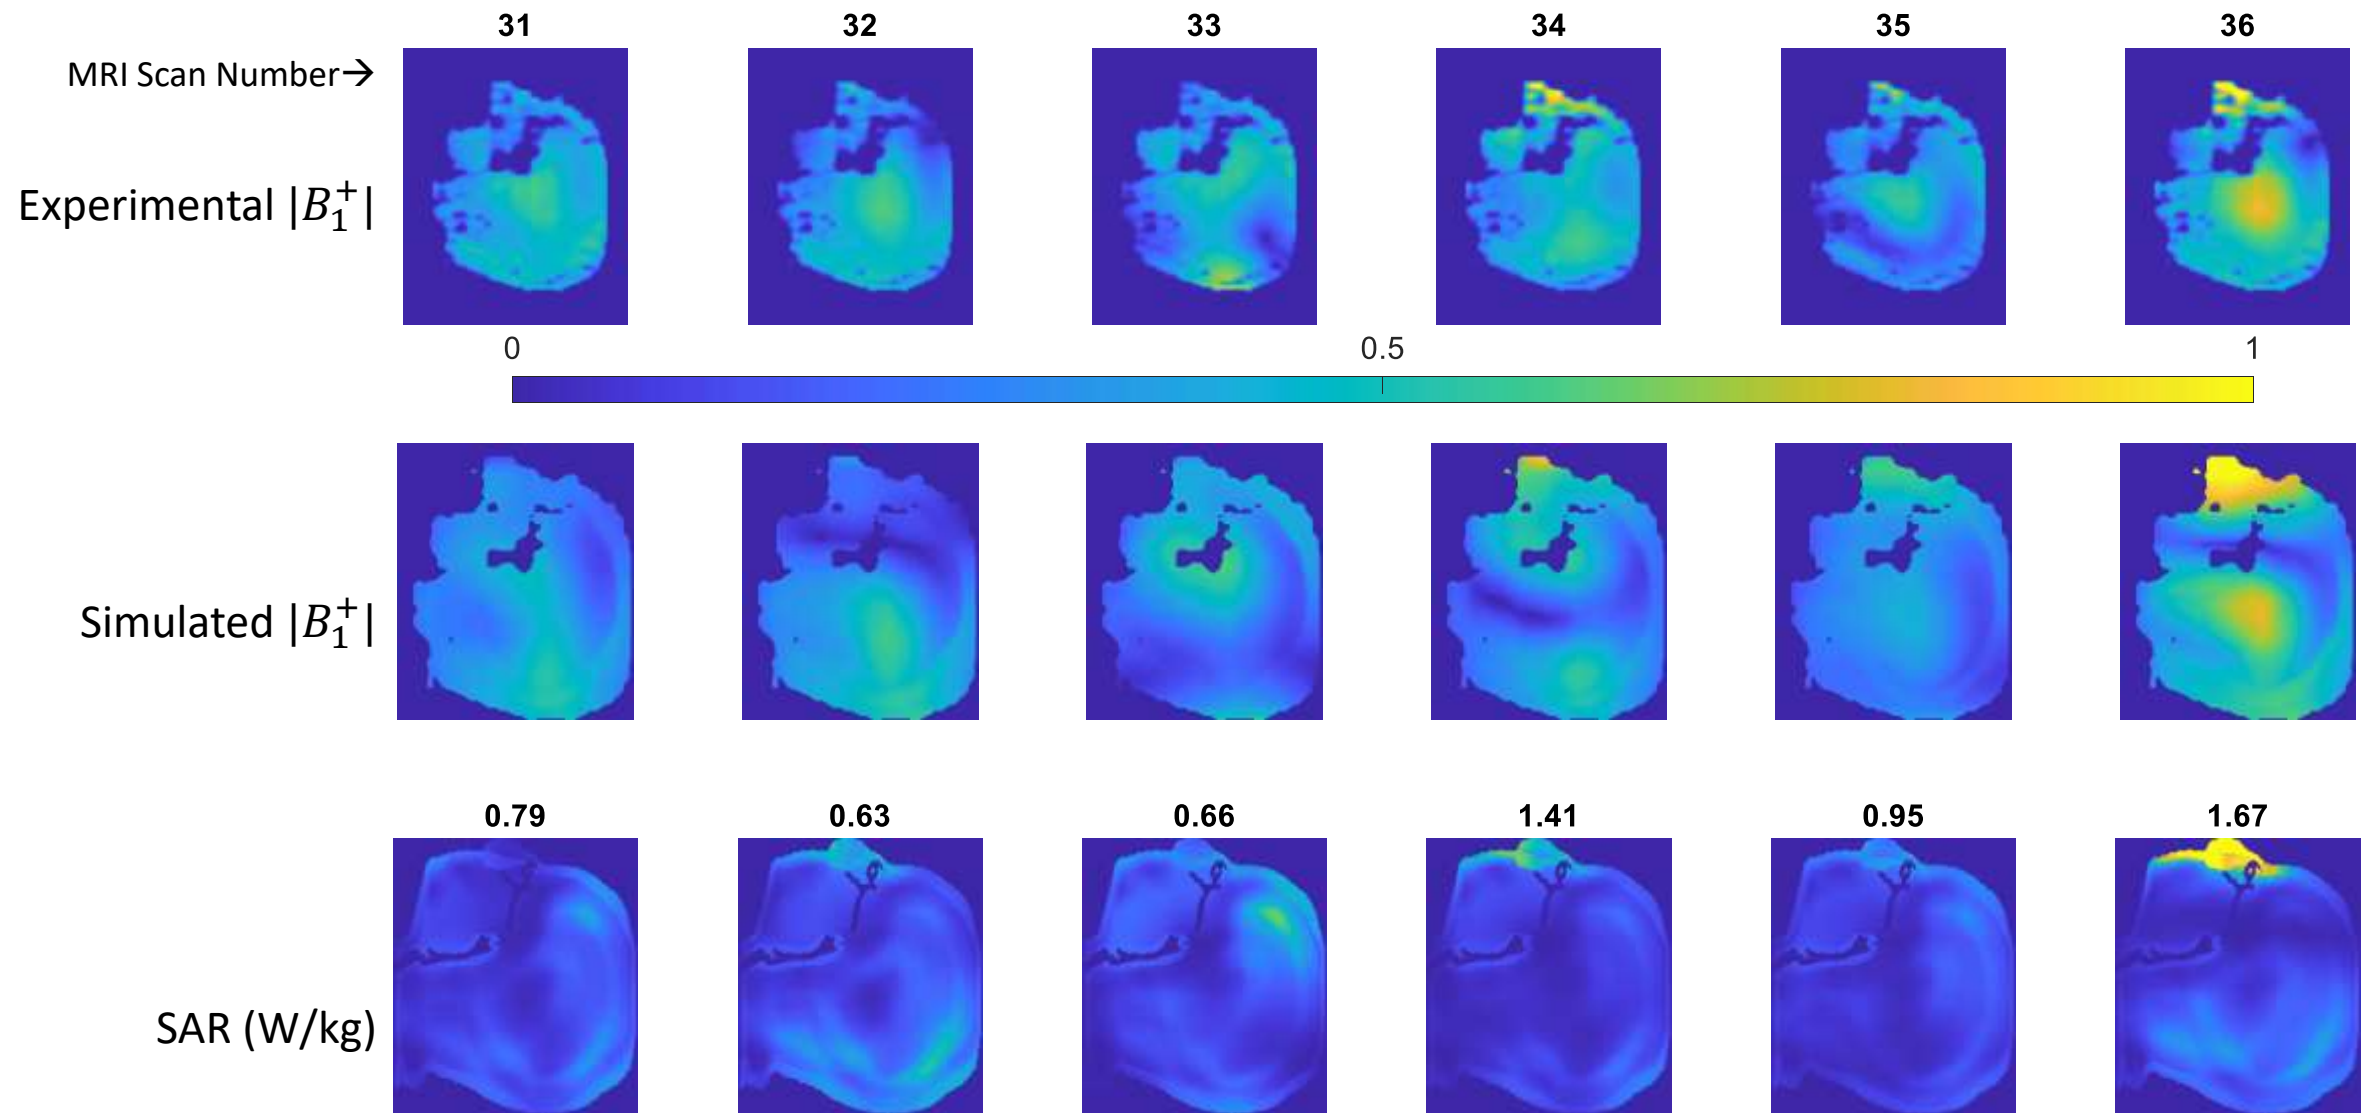 31 32 33 34 35 36
MRI Scan Number→
Experimental |B₁⁺|
0 0.5 1
Simulated |B₁⁺|
0.79 0.63 0.66 1.41 0.95 1.67
SAR (W/kg)